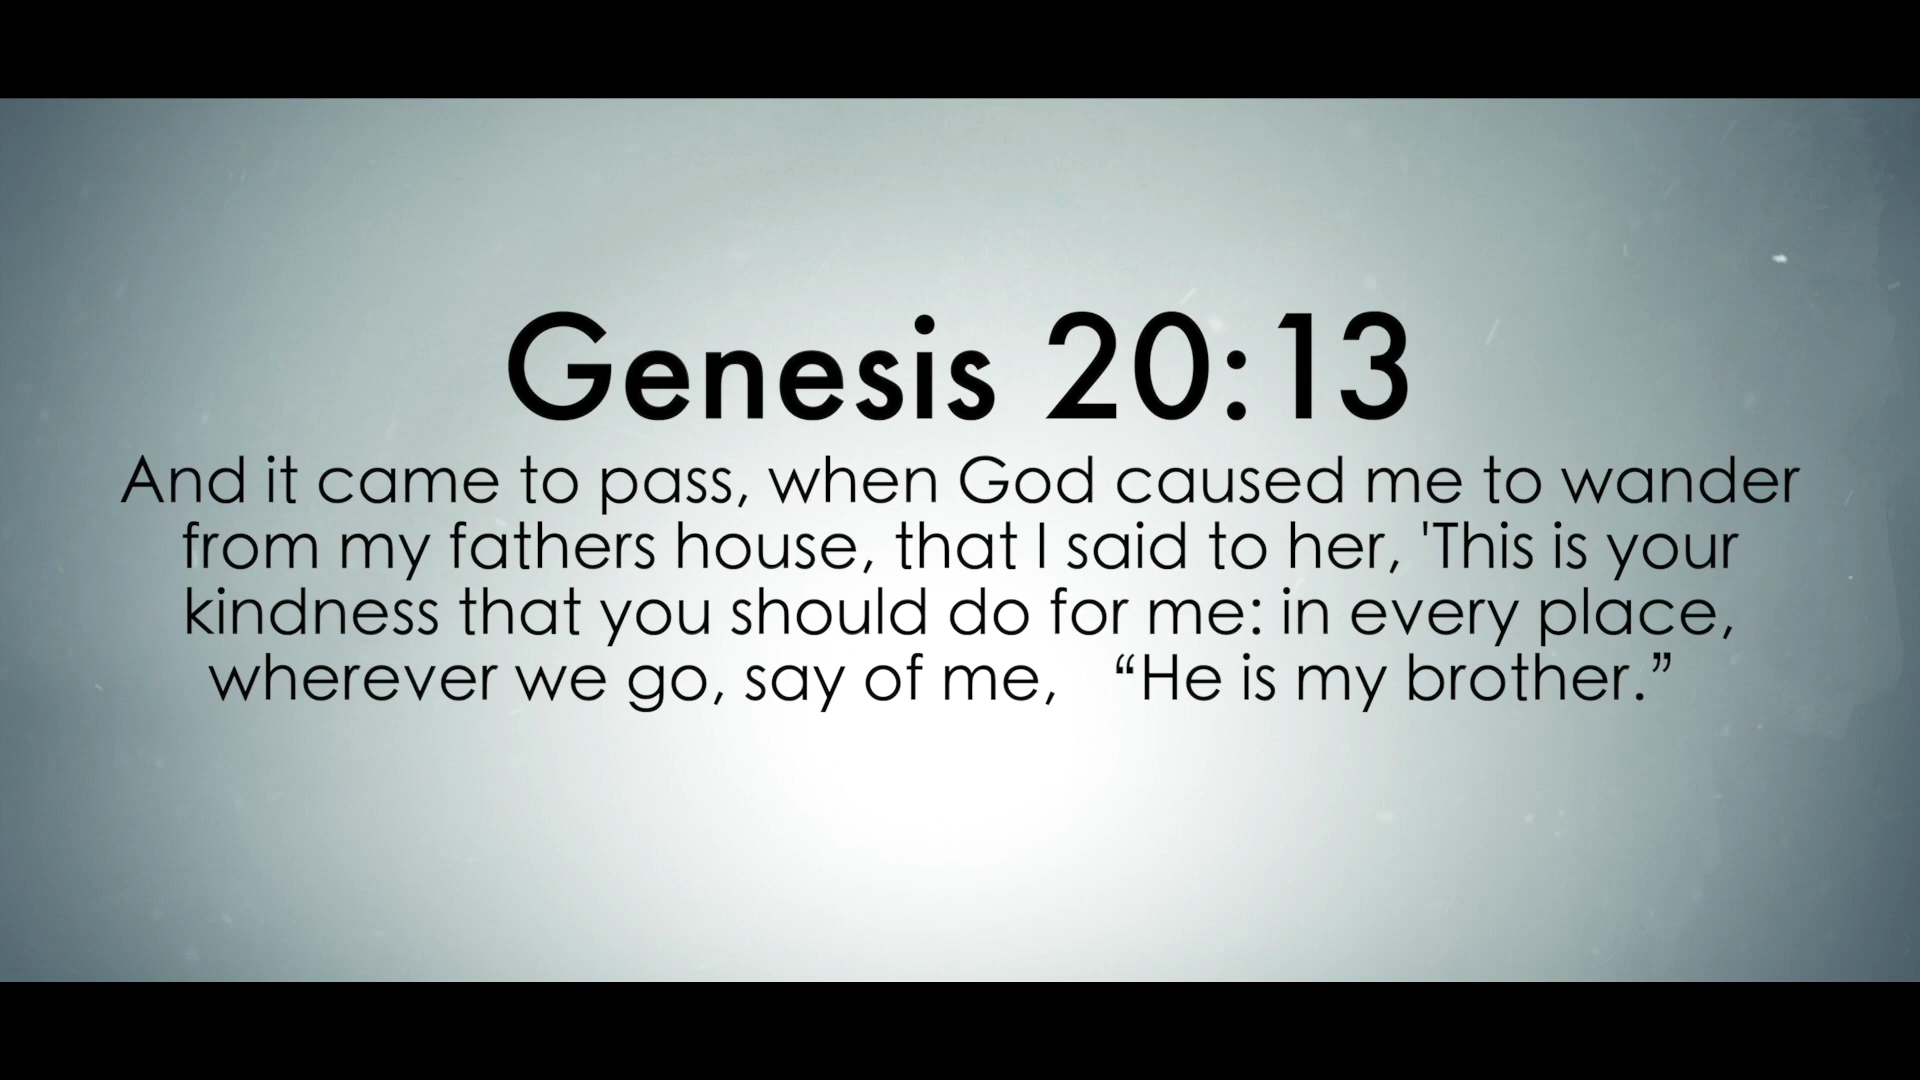 Genesis 20:13
And it came to pass, when God caused me to wander
from my fathers house, that I said to her, 'This is your
kindness that you should do for me: in every place,
wherever we go, say of me, “He is my brother.”